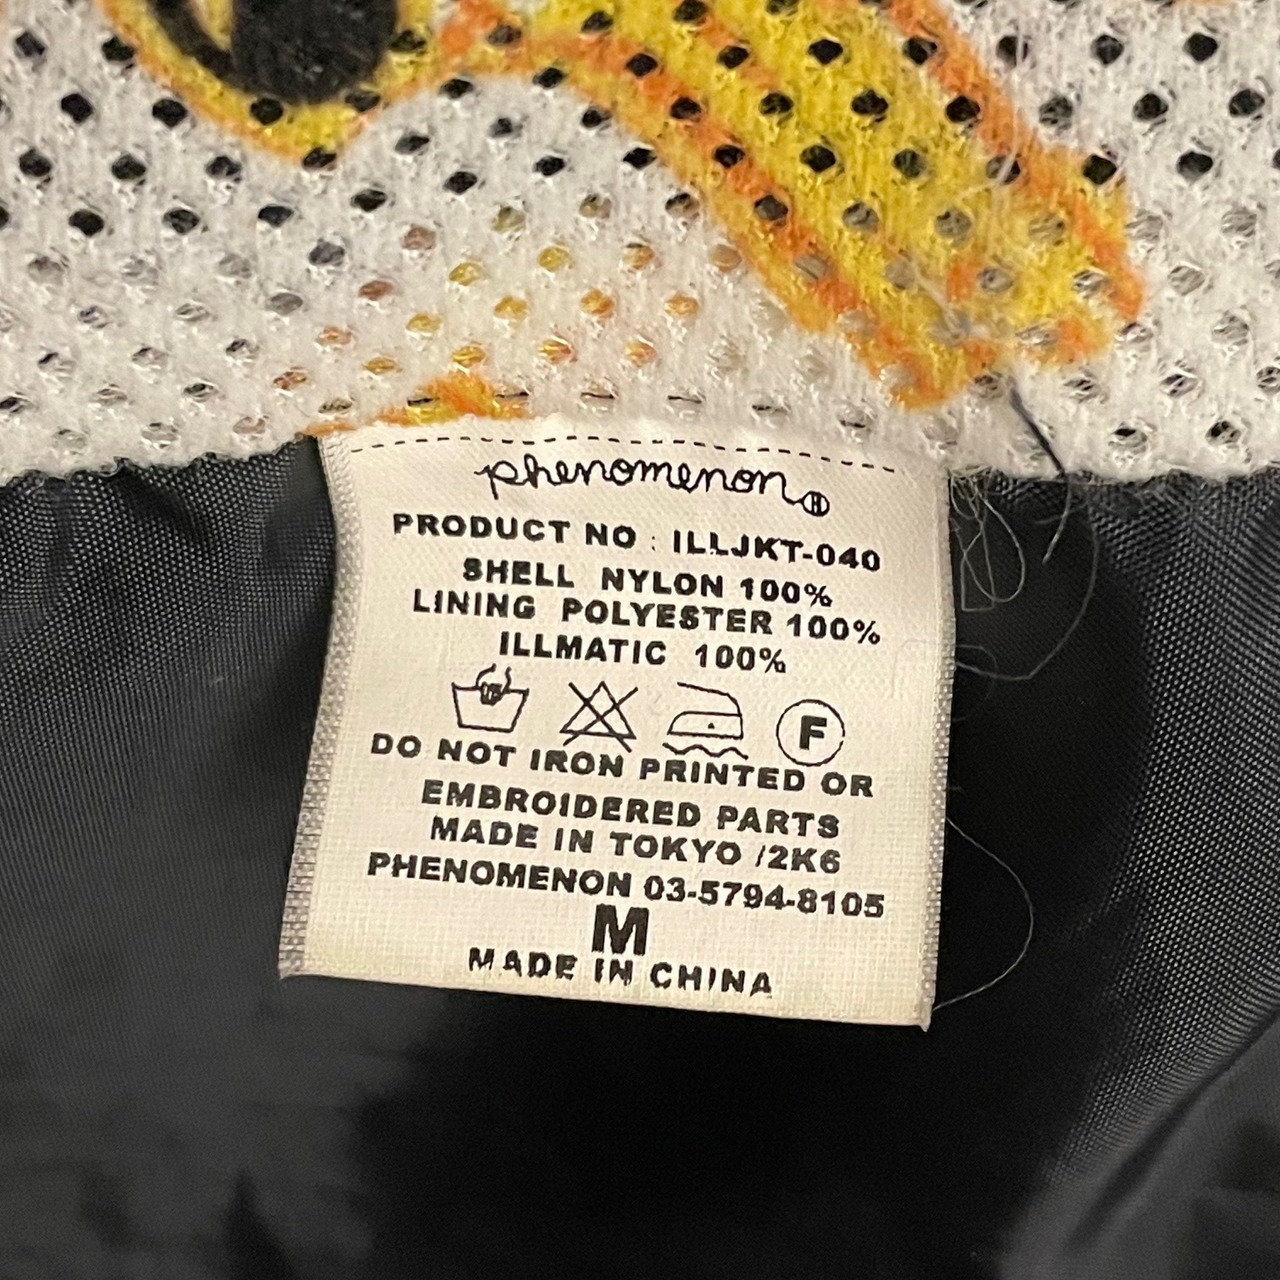 phenomenon®
PRODUCT NO : ILLJKT-040
SHELL NYLON 100%
LINING POLYESTER 100%
ILLMATIC 100%
F
DO NOT IRON PRINTED OR
EMBROIDERED PARTS
MADE IN TOKYO /2K6
PHENOMENON 03-5794-8105
M
MADE IN CHINA